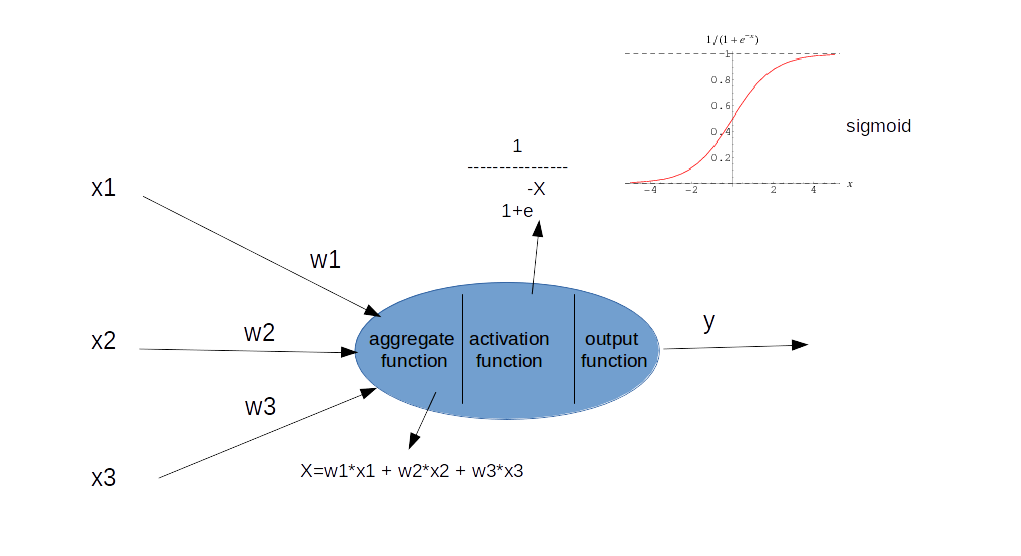 1/(1 + e^-x)
1
0.8
0.6
0.4
0.2
-4
-2
2
4
x
sigmoid
1
--------------------
-X
1+e
x1
w1
x2
w2
x3
w3
aggregate
function
activation
function
output
function
y
X=w1*x1 + w2*x2 + w3*x3